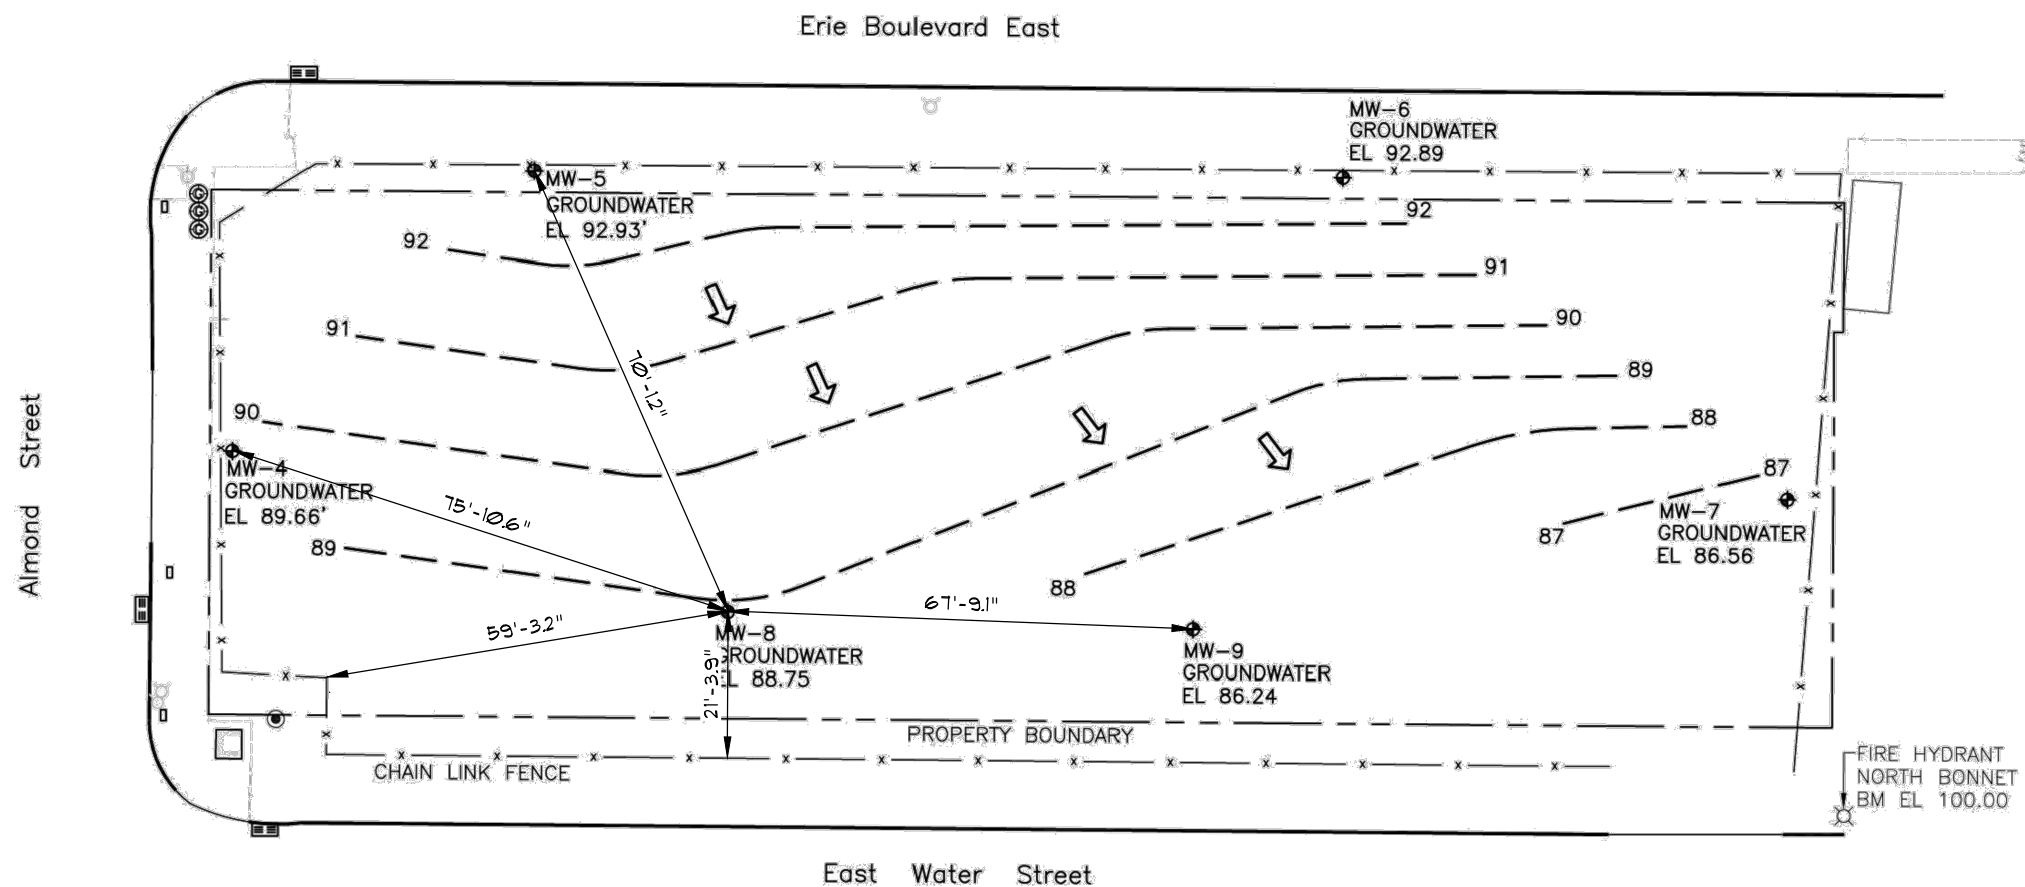 Erie Boulevard East
MW-6
GROUNDWATER
EL 92.89
MW-5
GROUNDWATER
EL 92.93'
92
92
91
91
90
90
89
89
88
88
87
87
70'-1.2"
MW-4
GROUNDWATER
EL 89.66'
75'-10.6"
Almond Street
MW-7
GROUNDWATER
EL 86.56
59'-3.2"
67'-9.1"
MW-8
GROUNDWATER
EL 88.75
21'-3.9"
MW-9
GROUNDWATER
EL 86.24
PROPERTY BOUNDARY
CHAIN LINK FENCE
FIRE HYDRANT
NORTH BONNET
BM EL 100.00
East Water Street